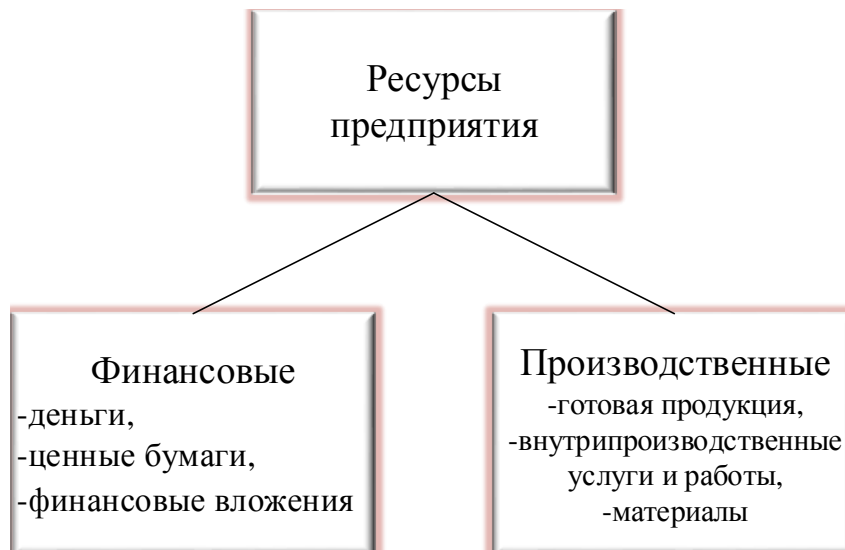 Ресурсы
предприятия
Финансовые
-деньги,
-ценные бумаги,
-финансовые вложения
Производственные
-готовая продукция,
-внутрипроизводственные
услуги и работы,
-материалы